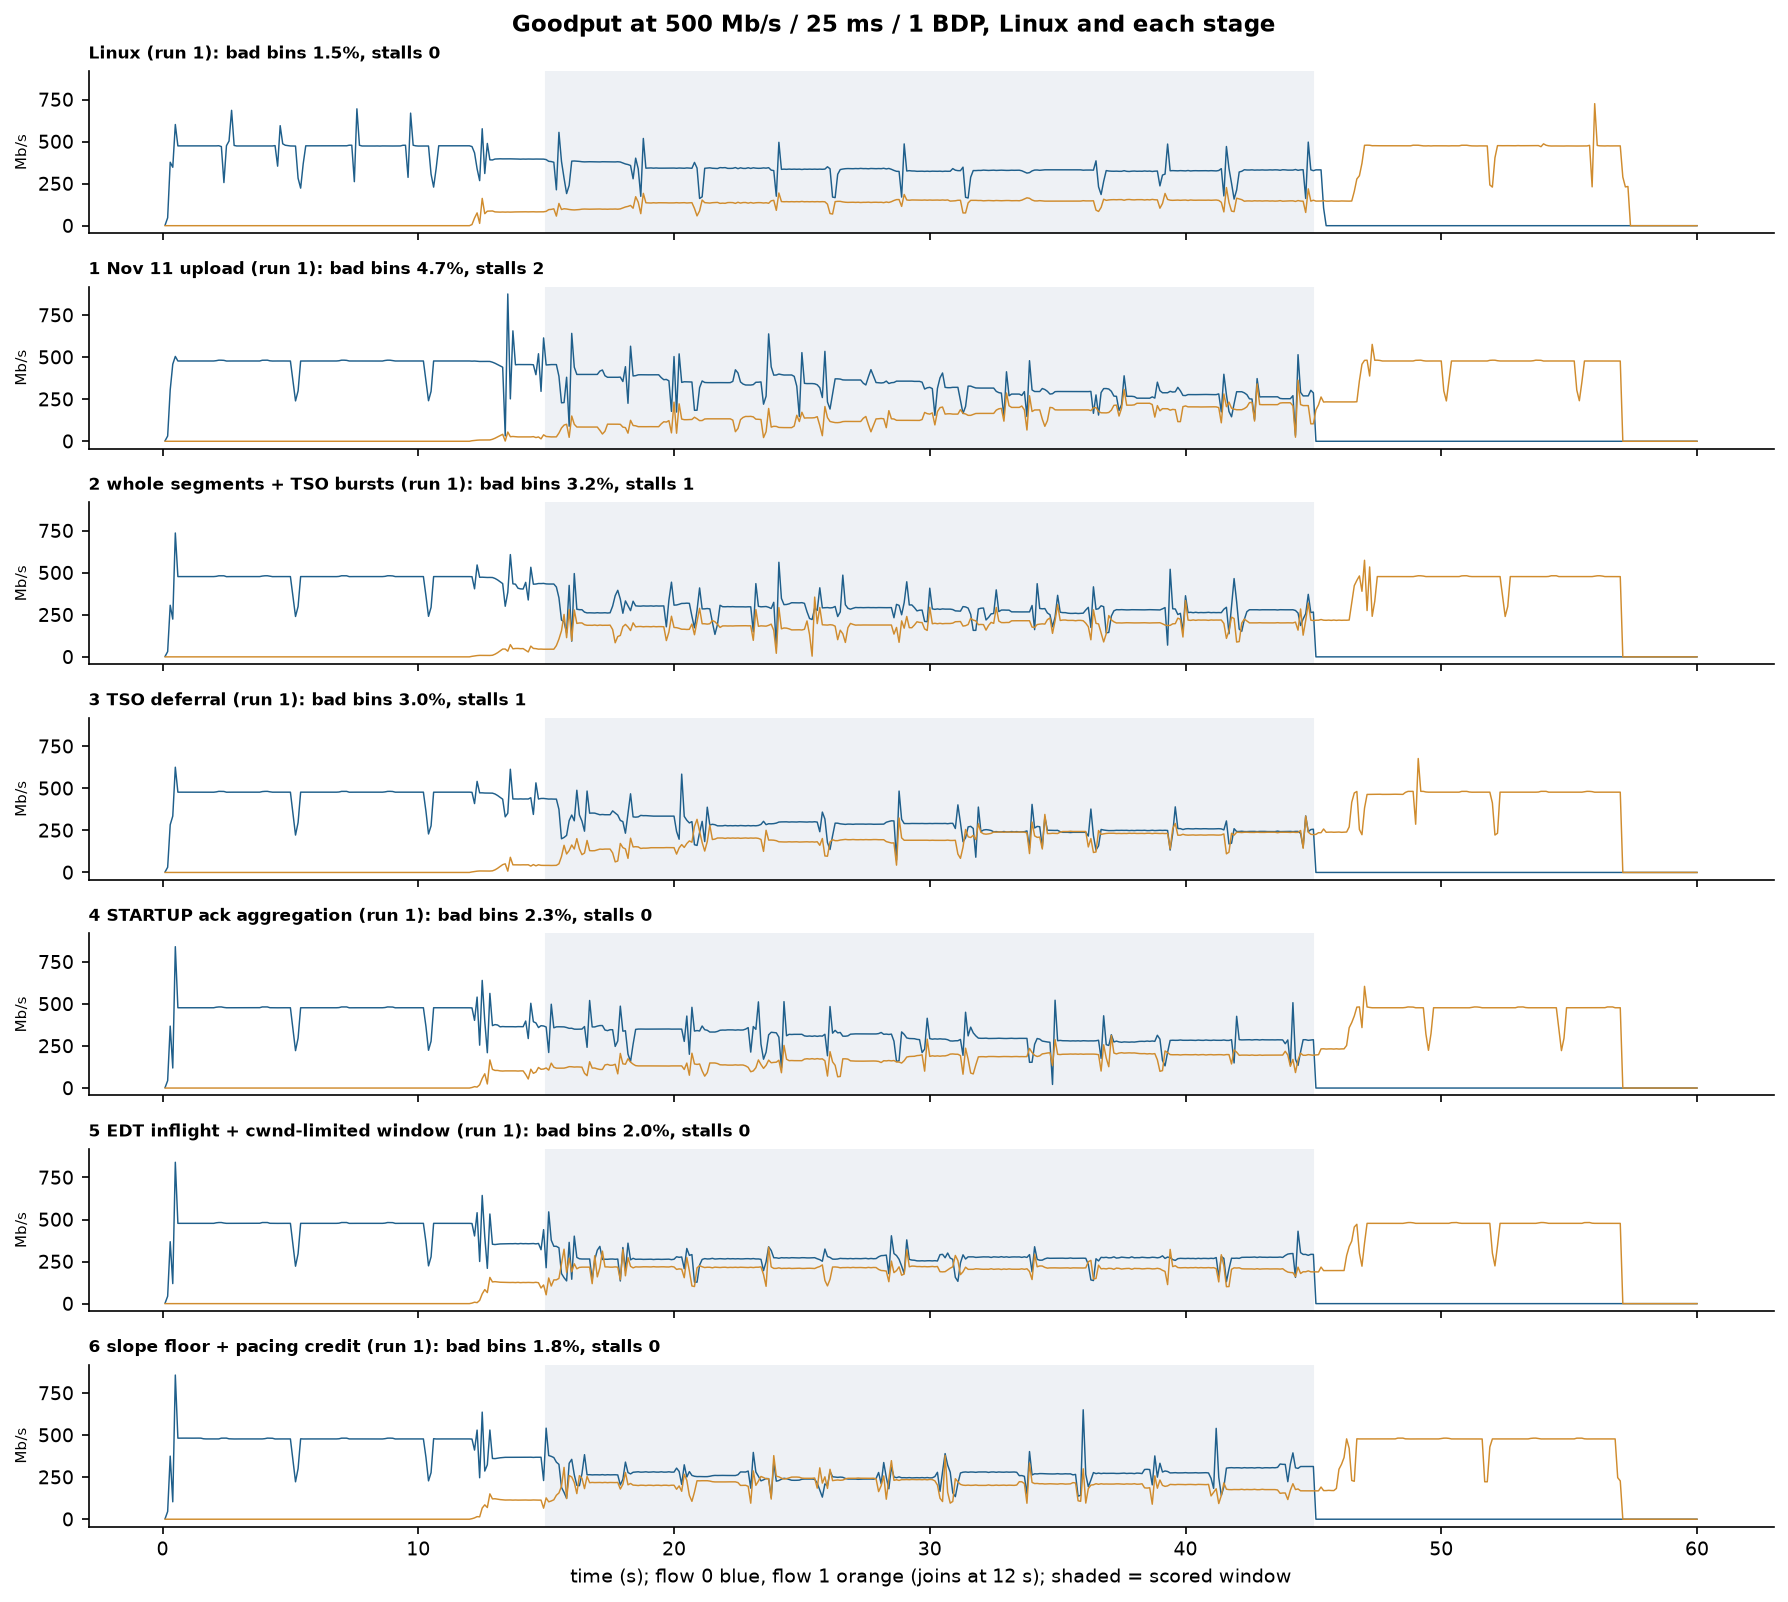 Goodput at 500 Mb/s / 25 ms / 1 BDP, Linux and each stage
Linux (run 1): bad bins 1.5%, stalls 0
750
500
250
0
Mb/s
1 Nov 11 upload (run 1): bad bins 4.7%, stalls 2
750
500
250
0
Mb/s
2 whole segments + TSO bursts (run 1): bad bins 3.2%, stalls 1
750
500
250
0
Mb/s
3 TSO deferral (run 1): bad bins 3.0%, stalls 1
750
500
250
0
Mb/s
4 STARTUP ack aggregation (run 1): bad bins 2.3%, stalls 0
750
500
250
0
Mb/s
5 EDT inflight + cwnd-limited window (run 1): bad bins 2.0%, stalls 0
750
500
250
0
Mb/s
6 slope floor + pacing credit (run 1): bad bins 1.8%, stalls 0
750
500
250
0
Mb/s
0 10 20 30 40 50 60
time (s); flow 0 blue, flow 1 orange (joins at 12 s); shaded = scored window